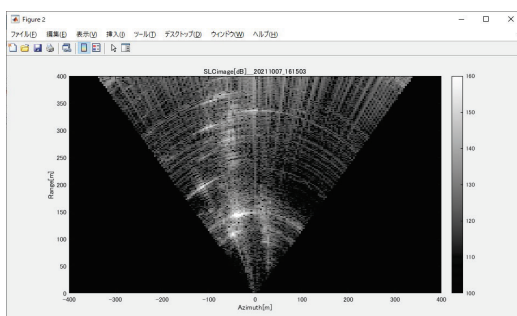 Figure 2
ファイル(F) 編集(E) 表示(V) 挿入(I) ツール(T) デスクトップ(D) ウィンドウ(W) ヘルプ(H)
SLCimage[dB]__20211007_161503
400
350
300
250
200
150
100
50
0
Range[m]
-400 -300 -200 -100 0 100 200 300 400
Azimuth[m]
160
150
140
130
120
110
100